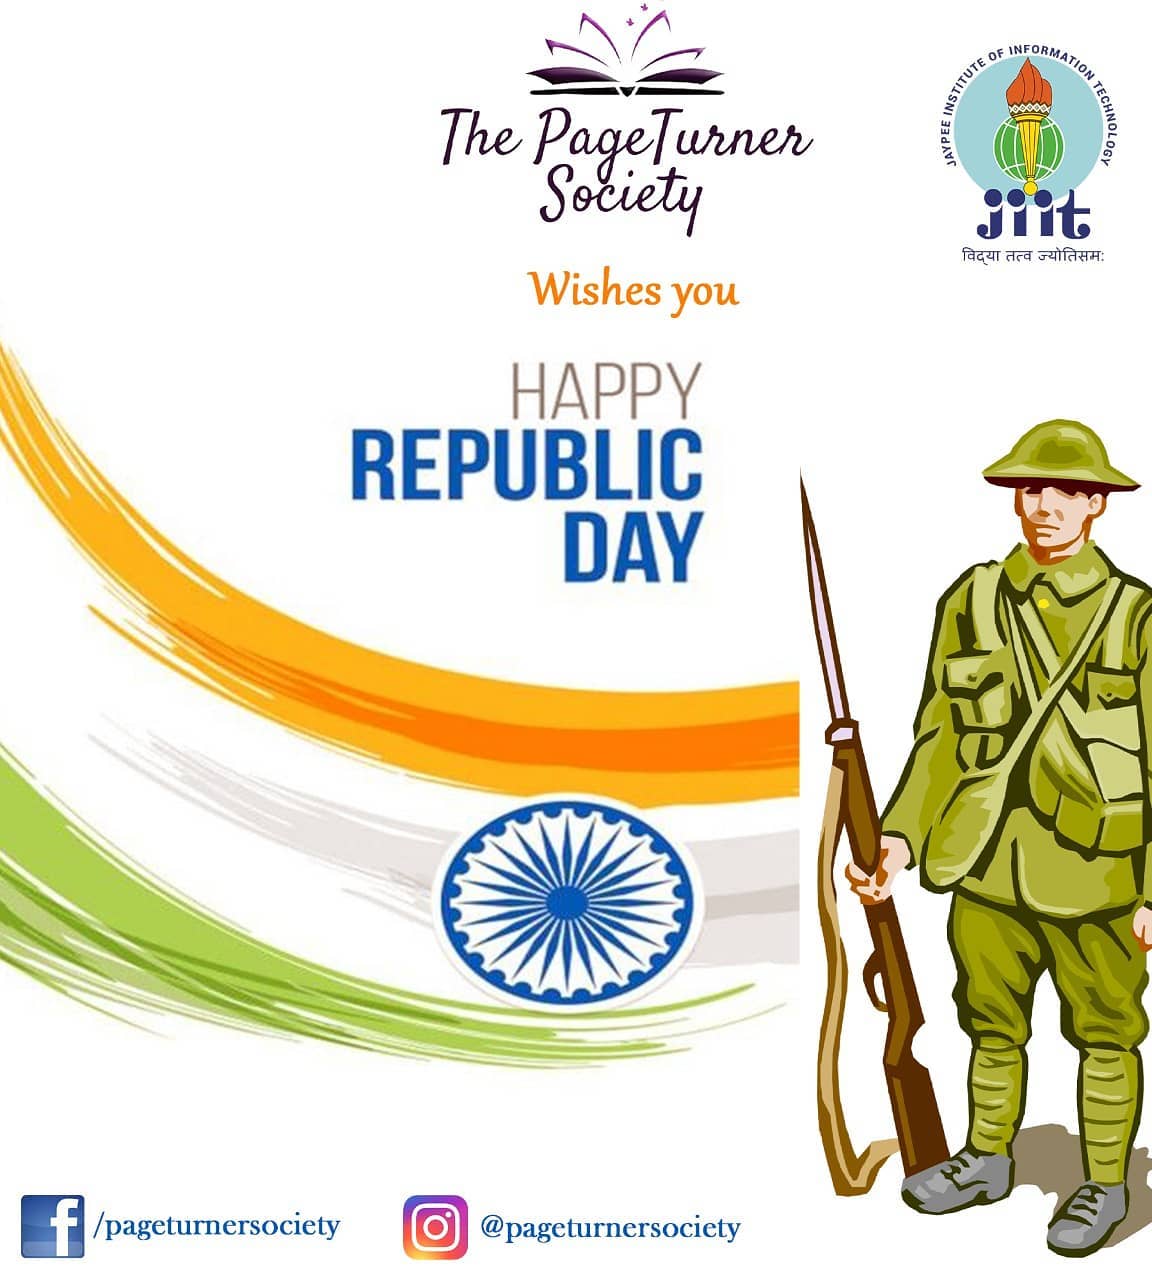 The PageTurner
Society
JAYPEE INSTITUTE OF INFORMATION TECHNOLOGY
jiit
विद्या तत्व ज्योतिसम:
Wishes you
HAPPY
REPUBLIC
DAY
/pageturnersociety
@pageturnersociety